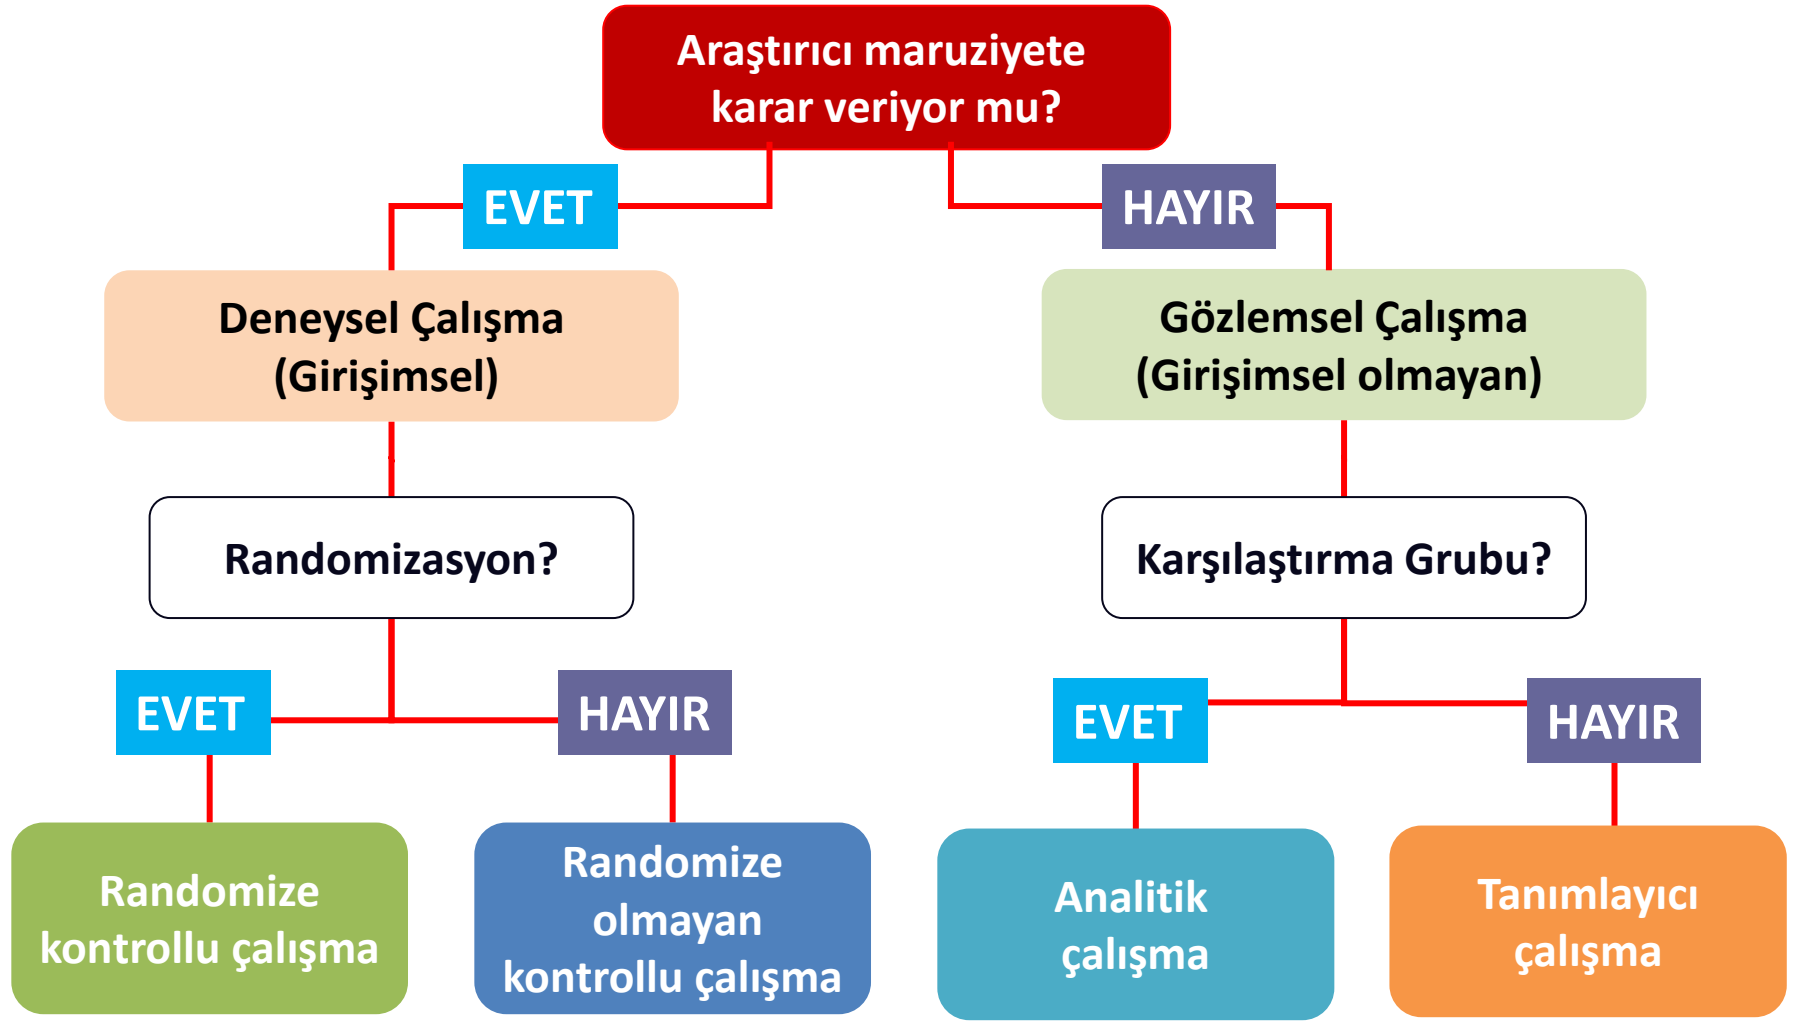 Araştırıcı maruziyete
karar veriyor mu?
EVET
HAYIR
Deneysel Çalışma
(Girişimsel)
Gözlemsel Çalışma
(Girişimsel olmayan)
Randomizasyon?
Karşılaştırma Grubu?
EVET
HAYIR
EVET
HAYIR
Randomize
kontrollu çalışma
Randomize
olmayan
kontrollu çalışma
Analitik
çalışma
Tanımlayıcı
çalışma